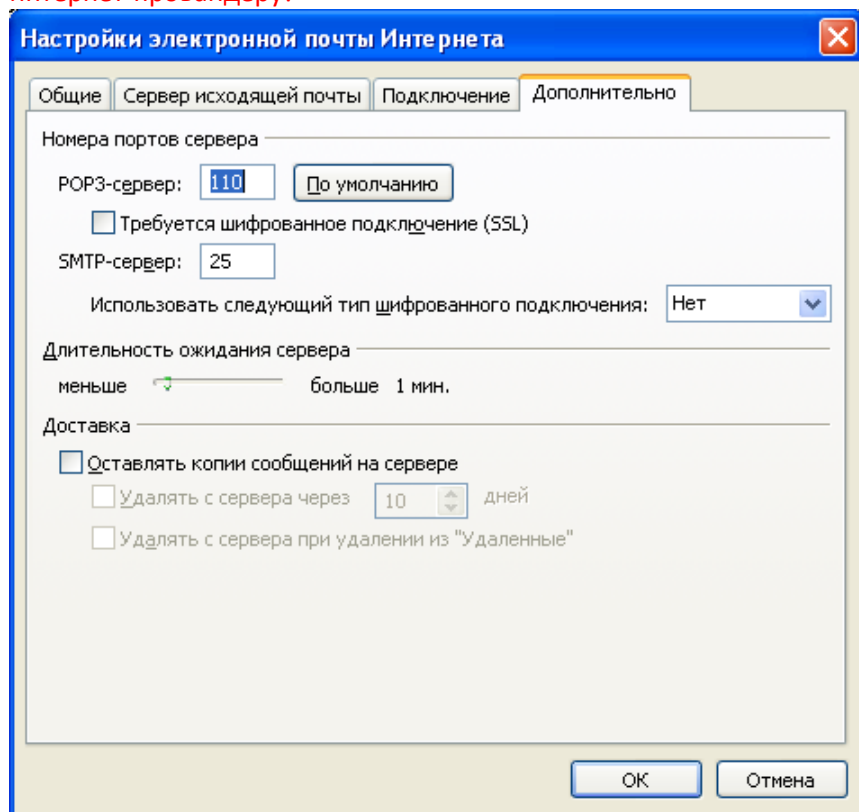 интернет провайдеру.
Настройки электронной почты Интернета
Общие Сервер исходящей почты Подключение Дополнительно
Номера портов сервера
POP3-сервер: 110 По умолчанию
Требуется шифрованное подключение (SSL)
SMTP-сервер: 25
Использовать следующий тип шифрованного подключения: Нет
Длительность ожидания сервера
меньше больше 1 мин.
Доставка
Оставлять копии сообщений на сервере
Удалять с сервера через 10 дней
Удалять с сервера при удалении из "Удаленные"
ОК Отмена